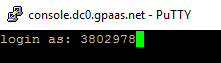 console.dc0.gpaas.net - PuTTY
login as: 3802978